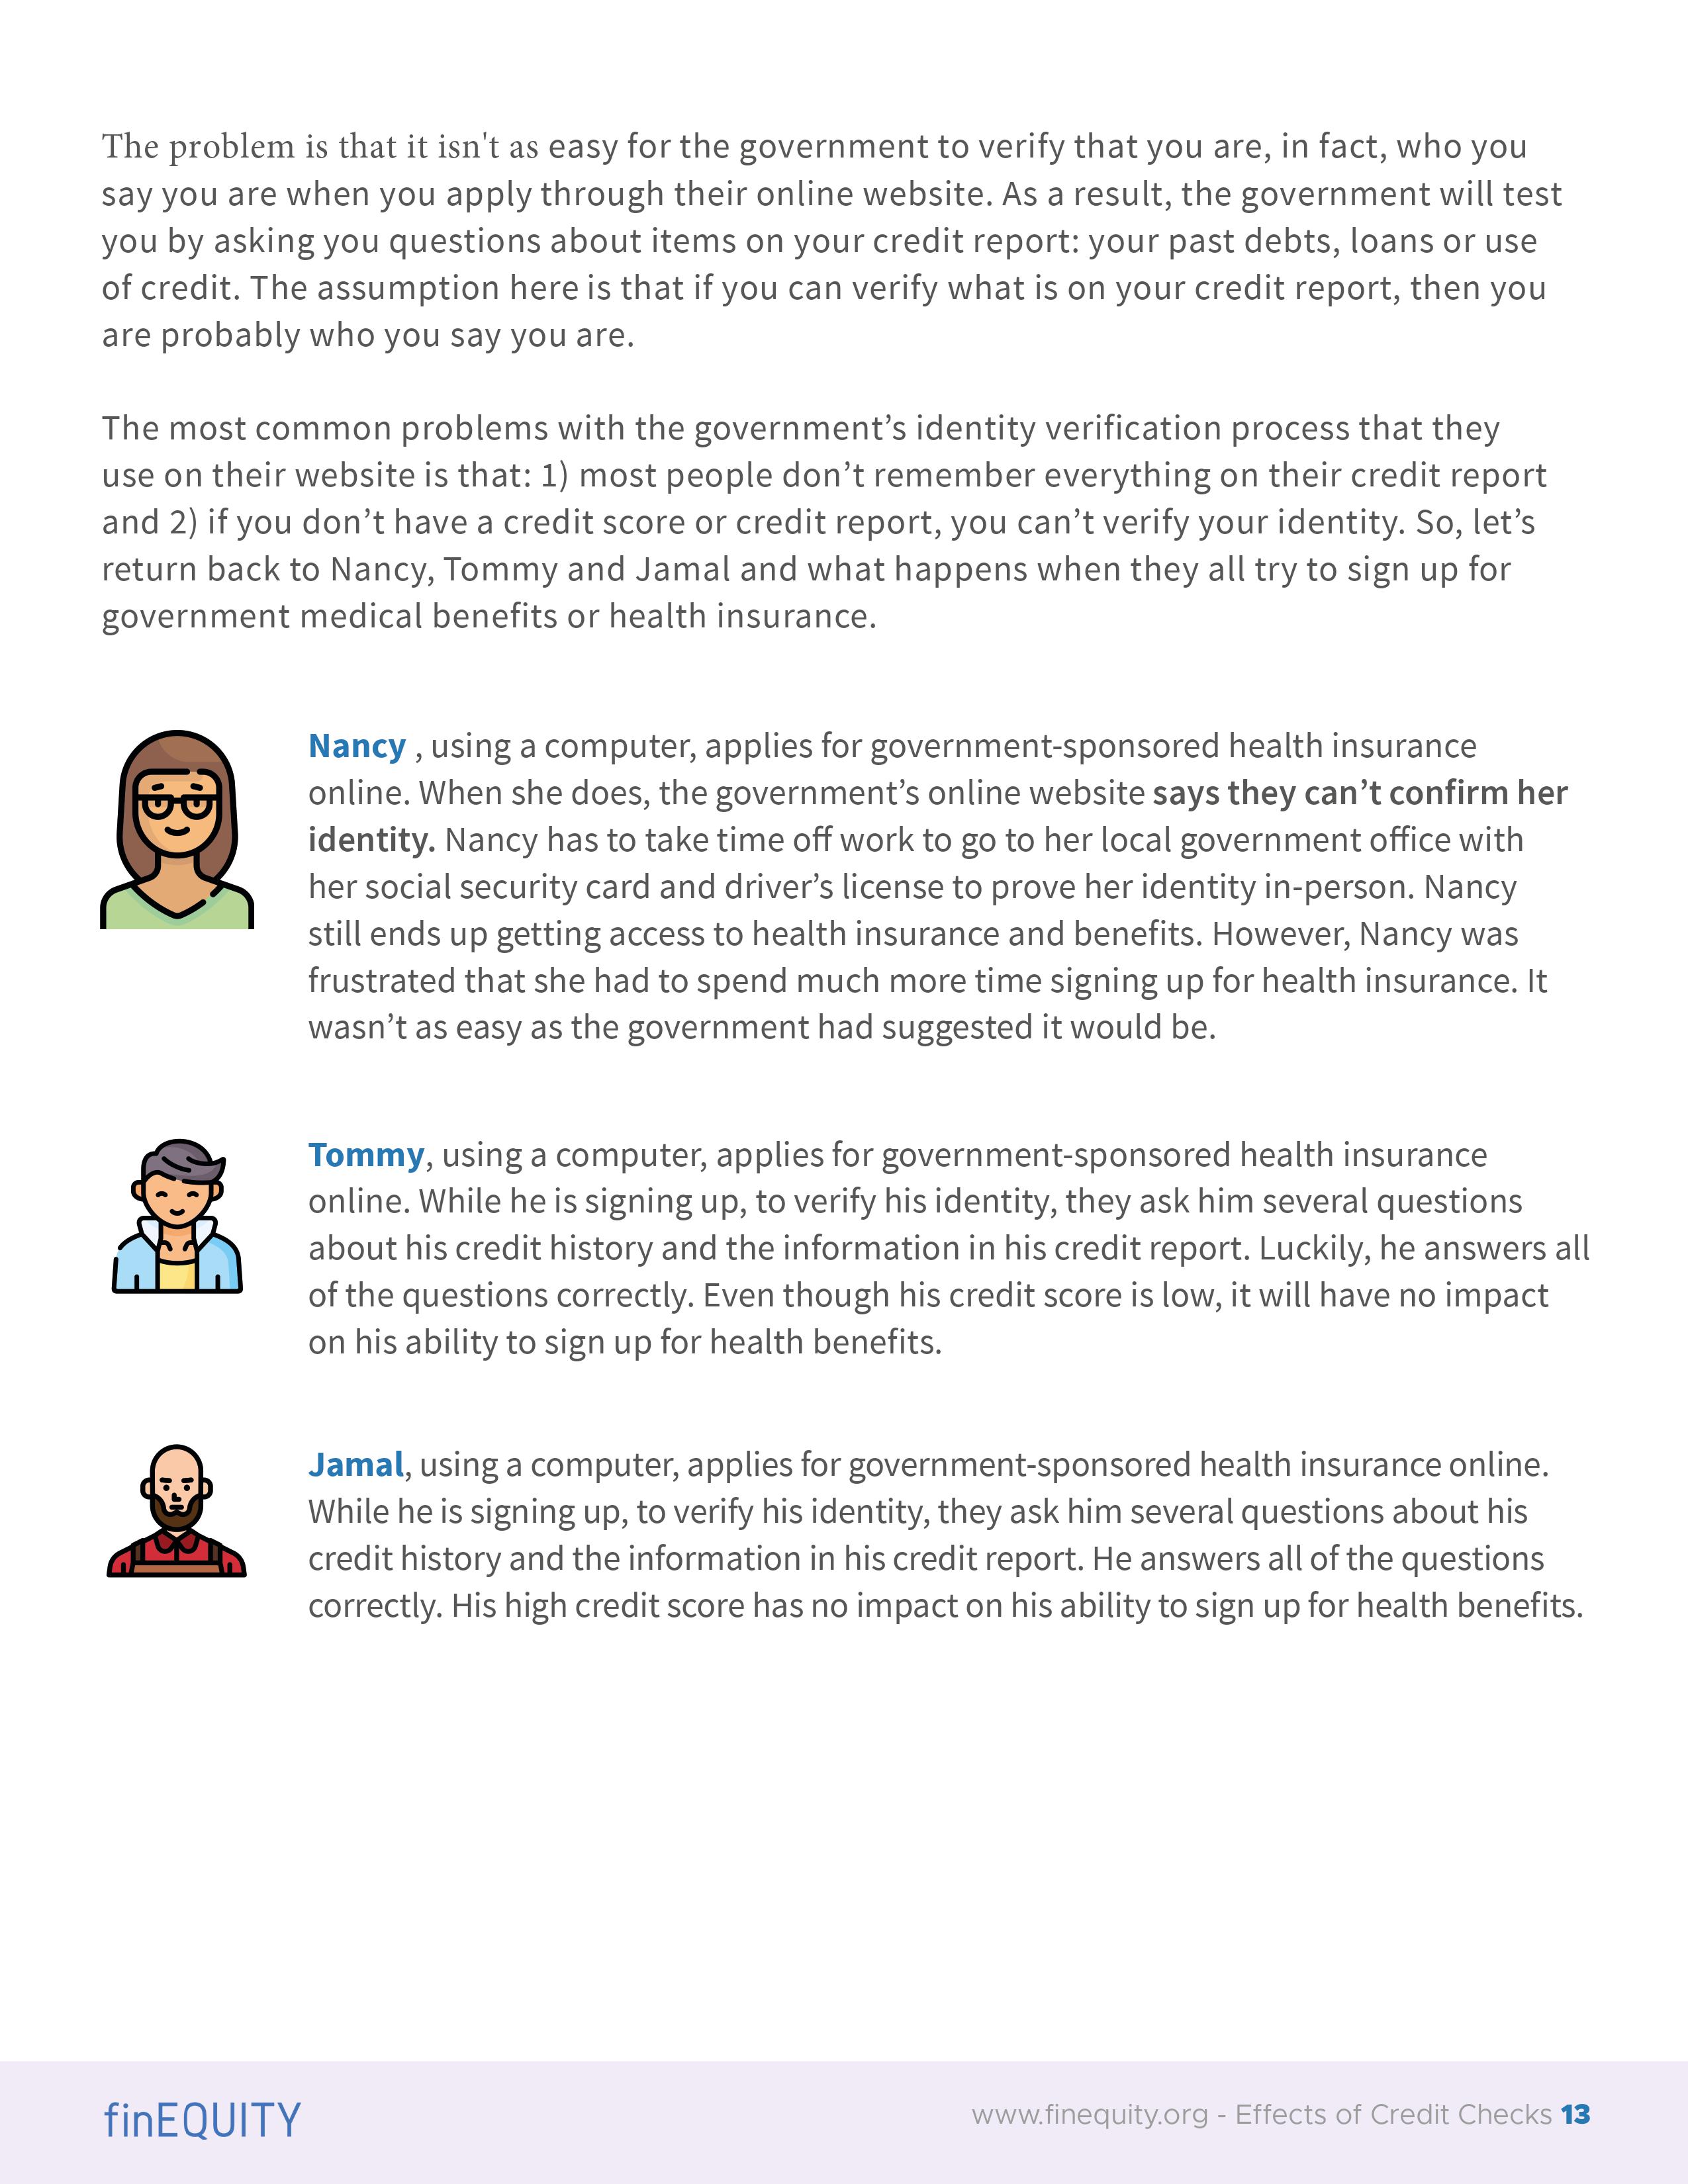 The problem is that it isn't as easy for the government to verify that you are, in fact, who you
say you are when you apply through their online website. As a result, the government will test
you by asking you questions about items on your credit report: your past debts, loans or use
of credit. The assumption here is that if you can verify what is on your credit report, then you
are probably who you say you are.
The most common problems with the government’s identity verification process that they
use on their website is that: 1) most people don’t remember everything on their credit report
and 2) if you don’t have a credit score or credit report, you can’t verify your identity. So, let’s
return back to Nancy, Tommy and Jamal and what happens when they all try to sign up for
government medical benefits or health insurance.
Nancy , using a computer, applies for government-sponsored health insurance
online. When she does, the government’s online website says they can’t confirm her
identity. Nancy has to take time off work to go to her local government office with
her social security card and driver’s license to prove her identity in-person. Nancy
still ends up getting access to health insurance and benefits. However, Nancy was
frustrated that she had to spend much more time signing up for health insurance. It
wasn’t as easy as the government had suggested it would be.
Tommy, using a computer, applies for government-sponsored health insurance
online. While he is signing up, to verify his identity, they ask him several questions
about his credit history and the information in his credit report. Luckily, he answers all
of the questions correctly. Even though his credit score is low, it will have no impact
on his ability to sign up for health benefits.
Jamal, using a computer, applies for government-sponsored health insurance online.
While he is signing up, to verify his identity, they ask him several questions about his
credit history and the information in his credit report. He answers all of the questions
correctly. His high credit score has no impact on his ability to sign up for health benefits.
finEQUITY
www.finequity.org - Effects of Credit Checks 13